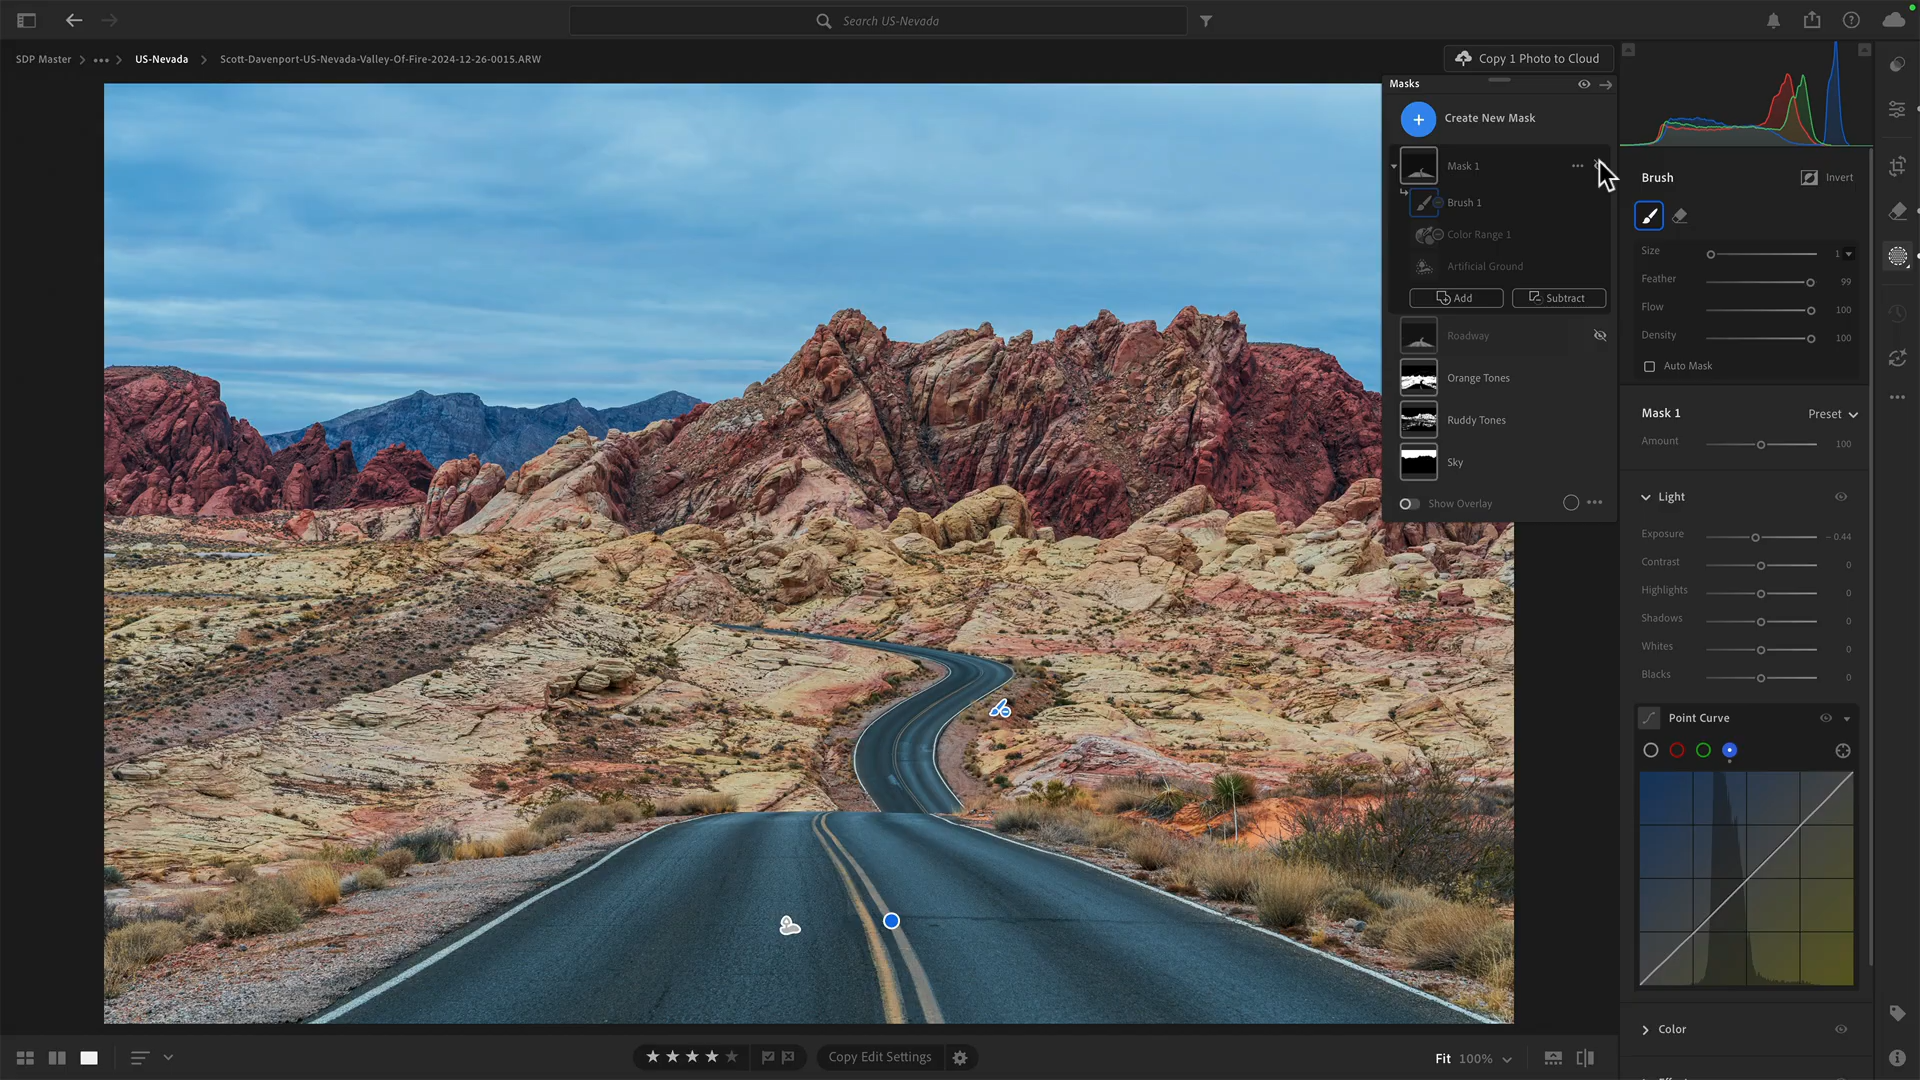 Search US-Nevada
SDP Master
US-Nevada
Scott-Davenport-US-Nevada-Valley-Of-Fire-2024-12-26-0015.ARW
Copy 1 Photo to Cloud
Masks
Create New Mask
Mask 1
Brush 1
Color Range 1
Artificial Ground
Add
Subtract
Roadway
Orange Tones
Ruddy Tones
Sky
Show Overlay
Brush
Invert
Size 1
Feather 99
Flow 100
Density 100
Auto Mask
Mask 1
Preset
Amount 100
Light
Exposure – 0.44
Contrast 0
Highlights 0
Shadows 0
Whites 0
Blacks 0
Point Curve
Color
Copy Edit Settings
Fit 100%